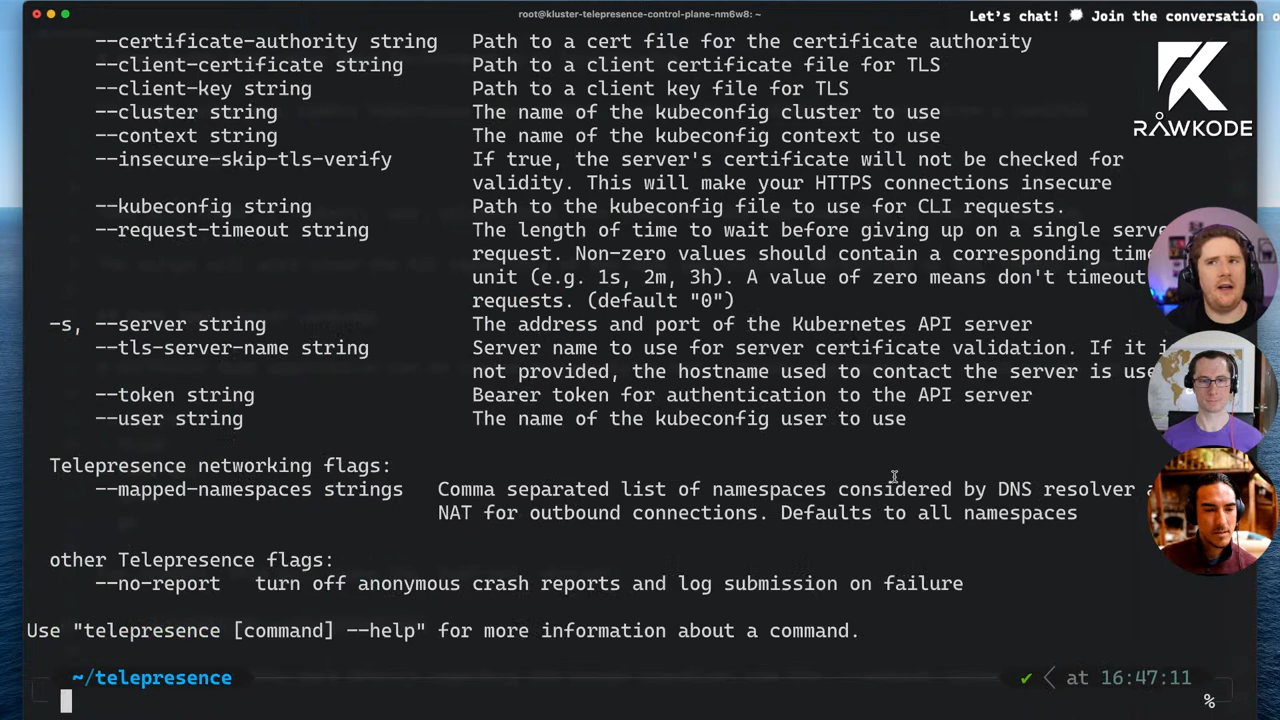 root@kluster-telepresence-control-plane-nm6w8: ~
Let's chat! Join the conversation o
--certificate-authority string Path to a cert file for the certificate authority
--client-certificate string Path to a client certificate file for TLS
--client-key string Path to a client key file for TLS
--cluster string The name of the kubeconfig cluster to use
--context string The name of the kubeconfig context to use
--insecure-skip-tls-verify If true, the server's certificate will not be checked for
validity. This will make your HTTPS connections insecure
--kubeconfig string Path to the kubeconfig file to use for CLI requests.
--request-timeout string The length of time to wait before giving up on a single serve
request. Non-zero values should contain a corresponding time
unit (e.g. 1s, 2m, 3h). A value of zero means don't timeout
requests. (default "0")
-s, --server string The address and port of the Kubernetes API server
--tls-server-name string Server name to use for server certificate validation. If it i
not provided, the hostname used to contact the server is use
--token string Bearer token for authentication to the API server
--user string The name of the kubeconfig user to use
Telepresence networking flags:
--mapped-namespaces strings Comma separated list of namespaces considered by DNS resolver a
NAT for outbound connections. Defaults to all namespaces
other Telepresence flags:
--no-report turn off anonymous crash reports and log submission on failure
Use "telepresence [command] --help" for more information about a command.
~/telepresence ✔ at 16:47:11
%
RAWKODE